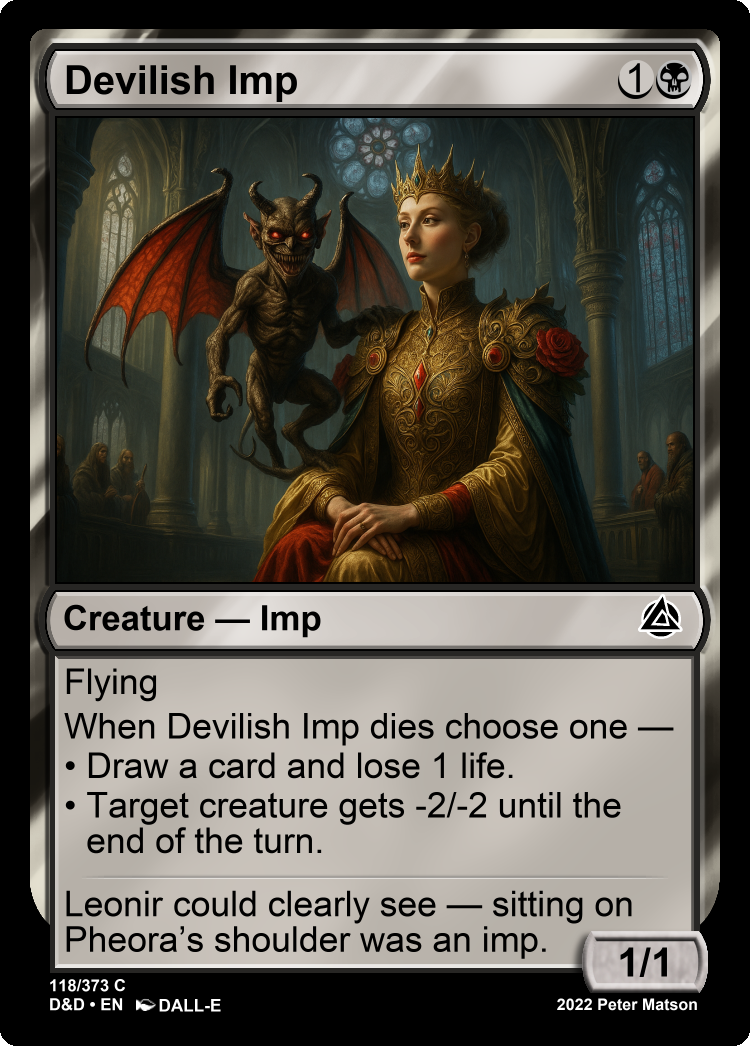 Devilish Imp 1
Creature — Imp
Flying
When Devilish Imp dies choose one —
• Draw a card and lose 1 life.
• Target creature gets -2/-2 until the
end of the turn.
Leonir could clearly see — sitting on
Pheora's shoulder was an imp.
1/1
118/373 C
D&D • EN DALL-E
2022 Peter Matson